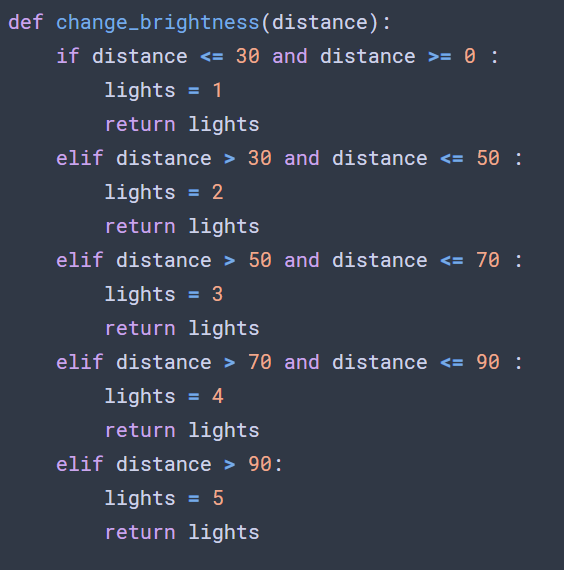 def change_brightness(distance):
    if distance <= 30 and distance >= 0 :
        lights = 1
        return lights
    elif distance > 30 and distance <= 50 :
        lights = 2
        return lights
    elif distance > 50 and distance <= 70 :
        lights = 3
        return lights
    elif distance > 70 and distance <= 90 :
        lights = 4
        return lights
    elif distance > 90:
        lights = 5
        return lights